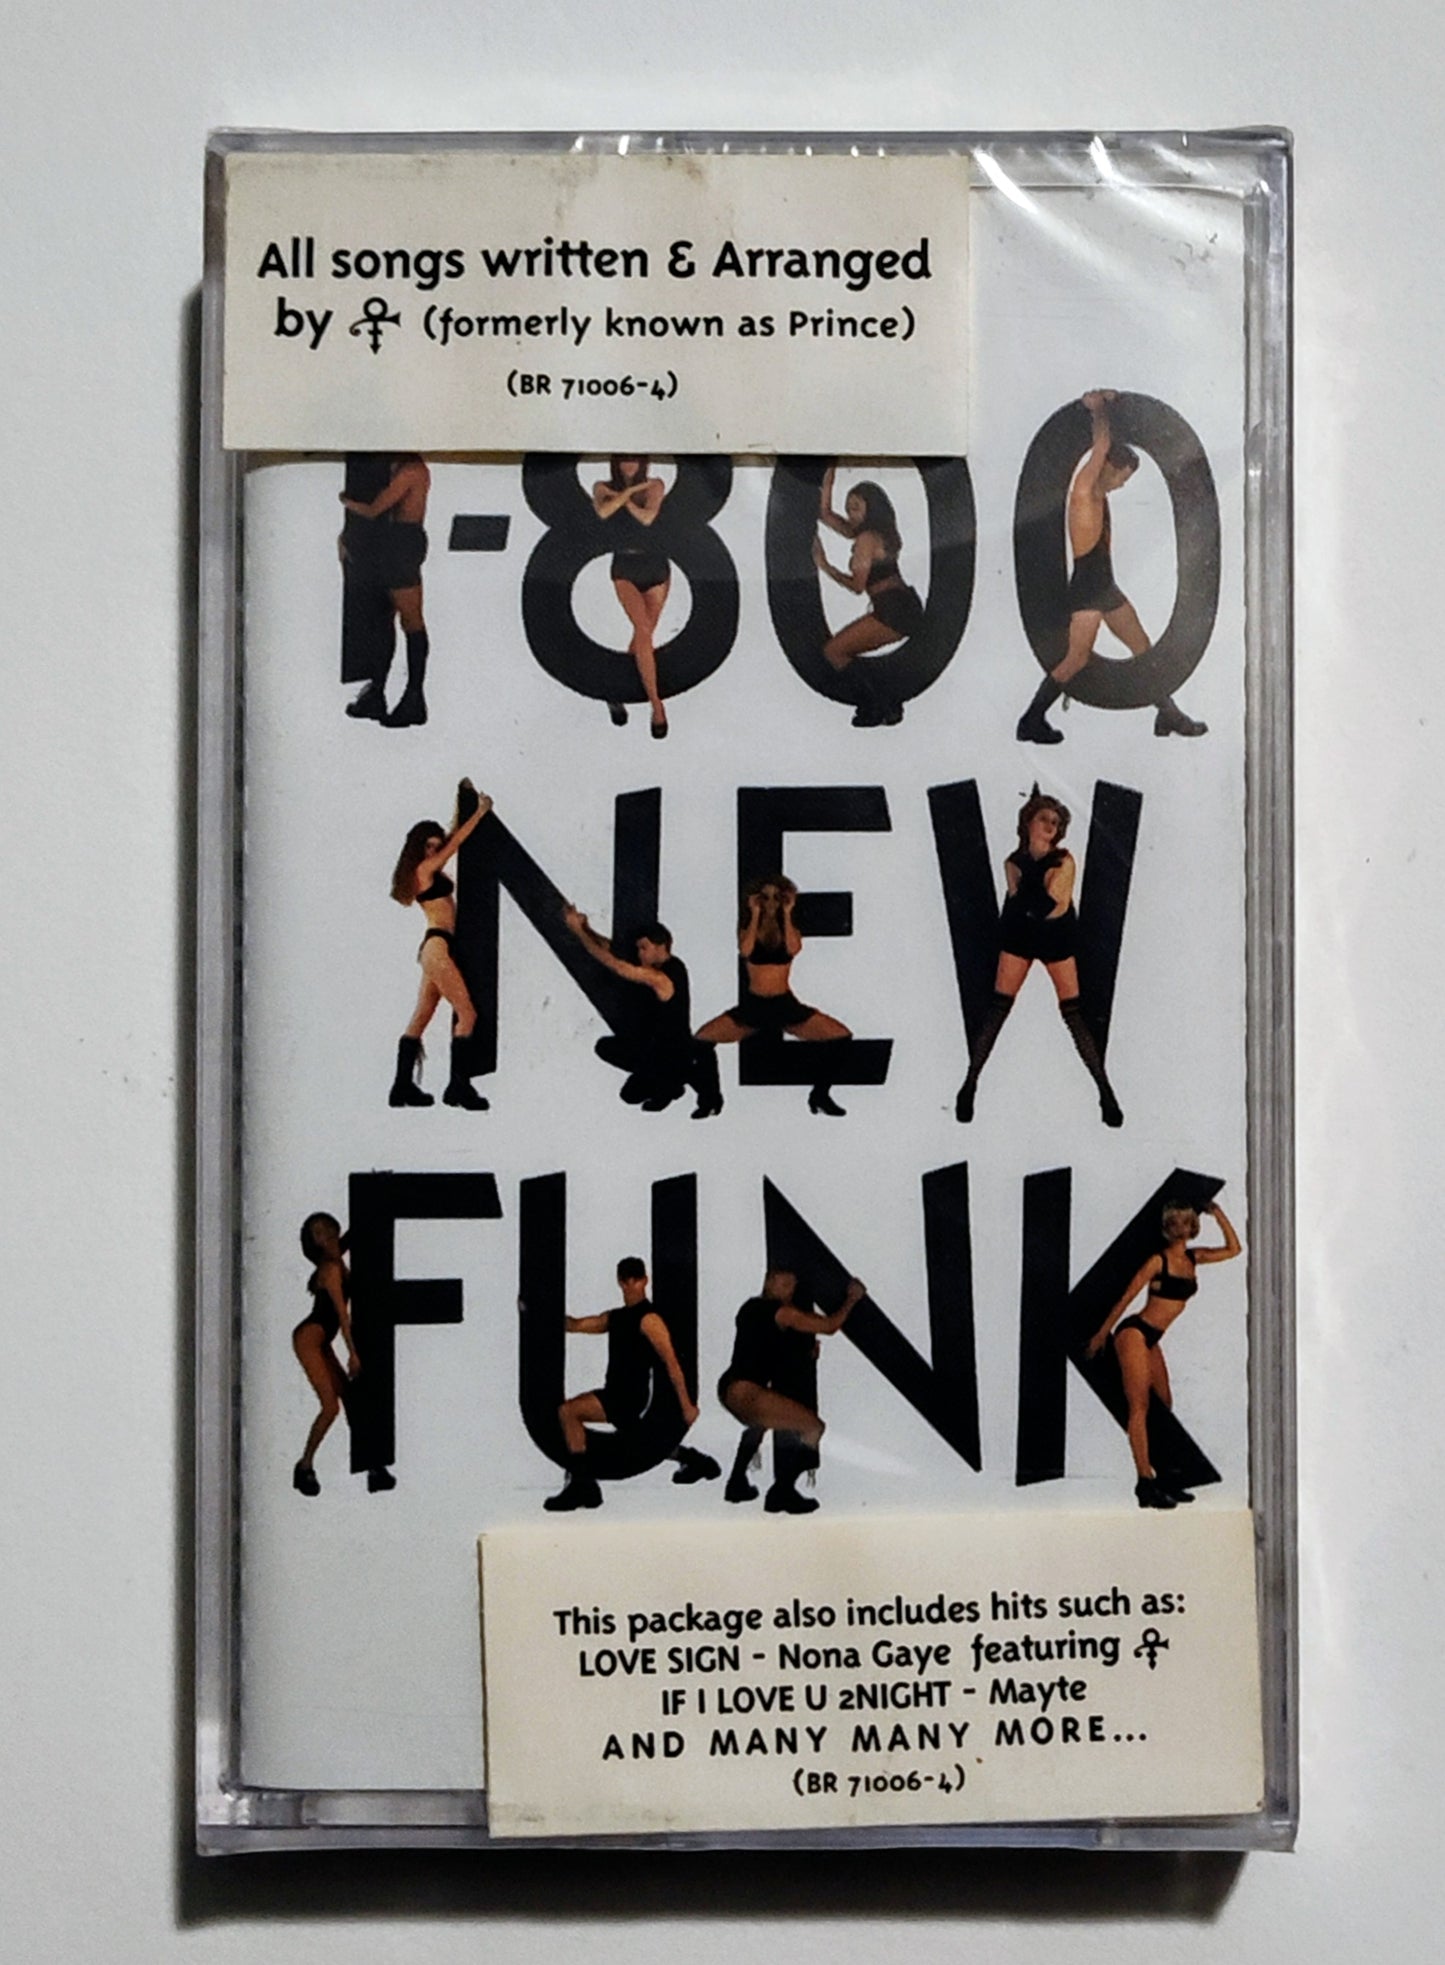 All songs written & Arranged
by (formerly known as Prince)
(BR 71006-4)
1-800
NEW
FUNK
This package also includes hits such as:
LOVE SIGN - Nona Gaye featuring
IF I LOVE U 2NIGHT - Mayte
AND MANY MANY MORE...
(BR 71006-4)